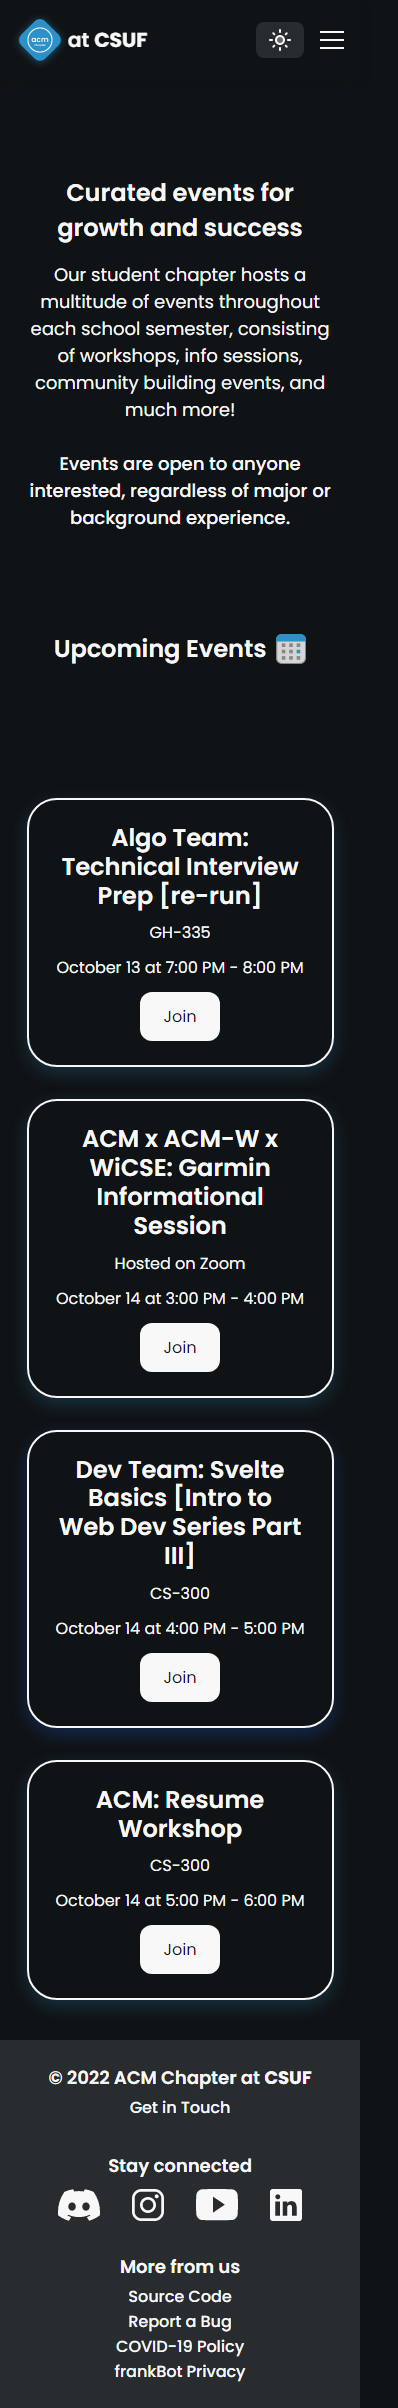 acm
chapter
at CSUF
Curated events for
growth and success
Our student chapter hosts a
multitude of events throughout
each school semester, consisting
of workshops, info sessions,
community building events, and
much more!
Events are open to anyone
interested, regardless of major or
background experience.
Upcoming Events
Algo Team:
Technical Interview
Prep [re-run]
GH-335
October 13 at 7:00 PM - 8:00 PM
Join
ACM x ACM-W x
WiCSE: Garmin
Informational
Session
Hosted on Zoom
October 14 at 3:00 PM - 4:00 PM
Join
Dev Team: Svelte
Basics [Intro to
Web Dev Series Part
III]
CS-300
October 14 at 4:00 PM - 5:00 PM
Join
ACM: Resume
Workshop
CS-300
October 14 at 5:00 PM - 6:00 PM
Join
© 2022 ACM Chapter at CSUF
Get in Touch
Stay connected
in
More from us
Source Code
Report a Bug
COVID-19 Policy
frankBot Privacy